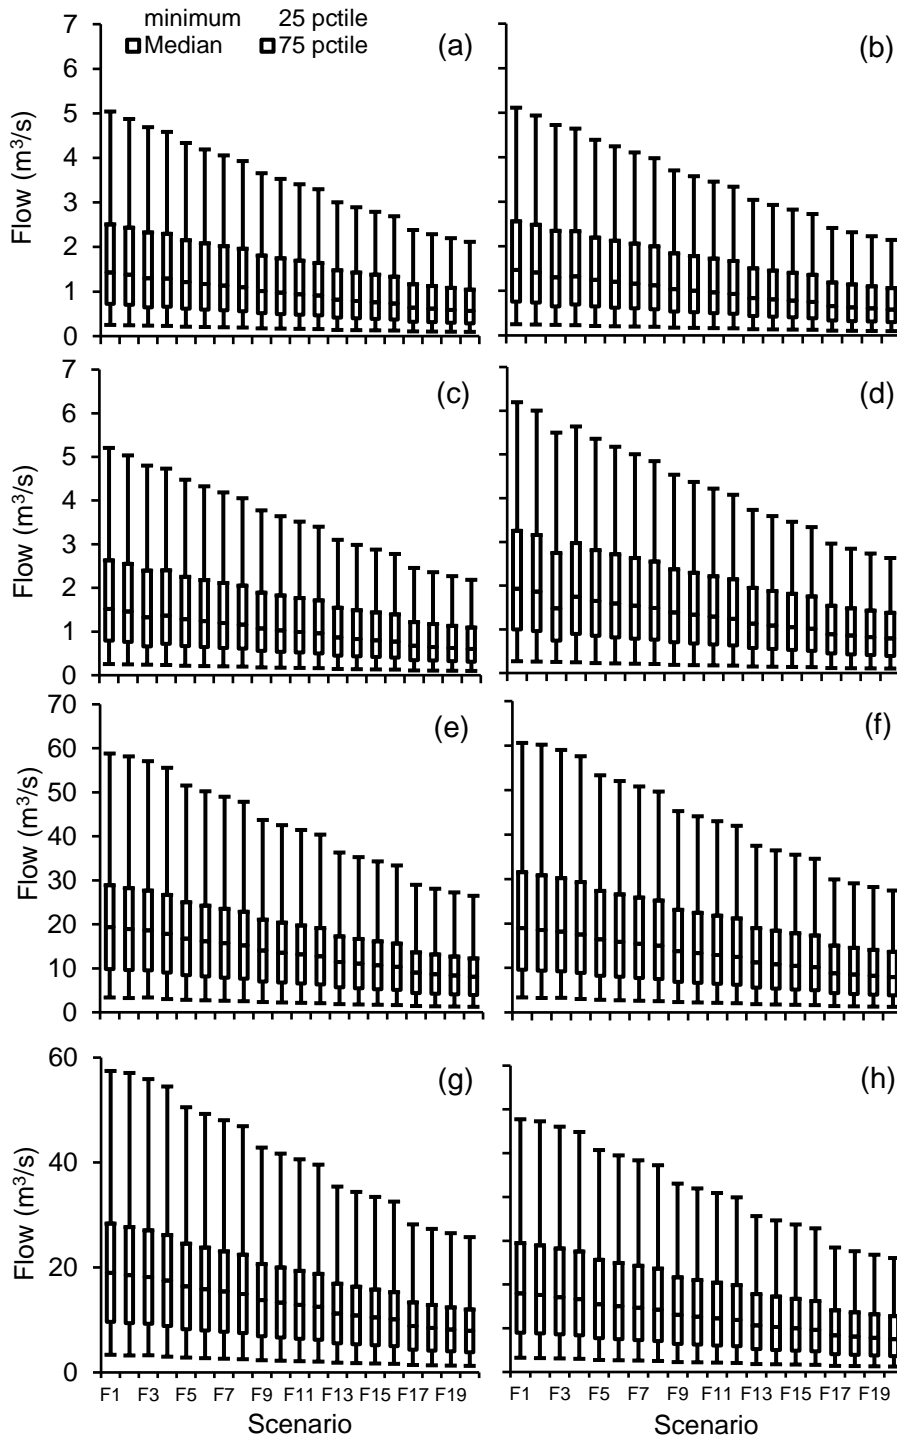 minimum 25 pctile
Median 75 pctile
(a)
7
6
5
4
3
2
1
0
Flow (m³/s)
(b)
(c)
7
6
5
4
3
2
1
0
Flow (m³/s)
(d)
(e)
70
60
50
40
30
20
10
0
Flow (m³/s)
(f)
(g)
60
40
20
0
Flow (m³/s)
F1 F3 F5 F7 F9 F11 F13 F15 F17 F19
Scenario
(h)
F1 F3 F5 F7 F9 F11 F13 F15 F17 F19
Scenario